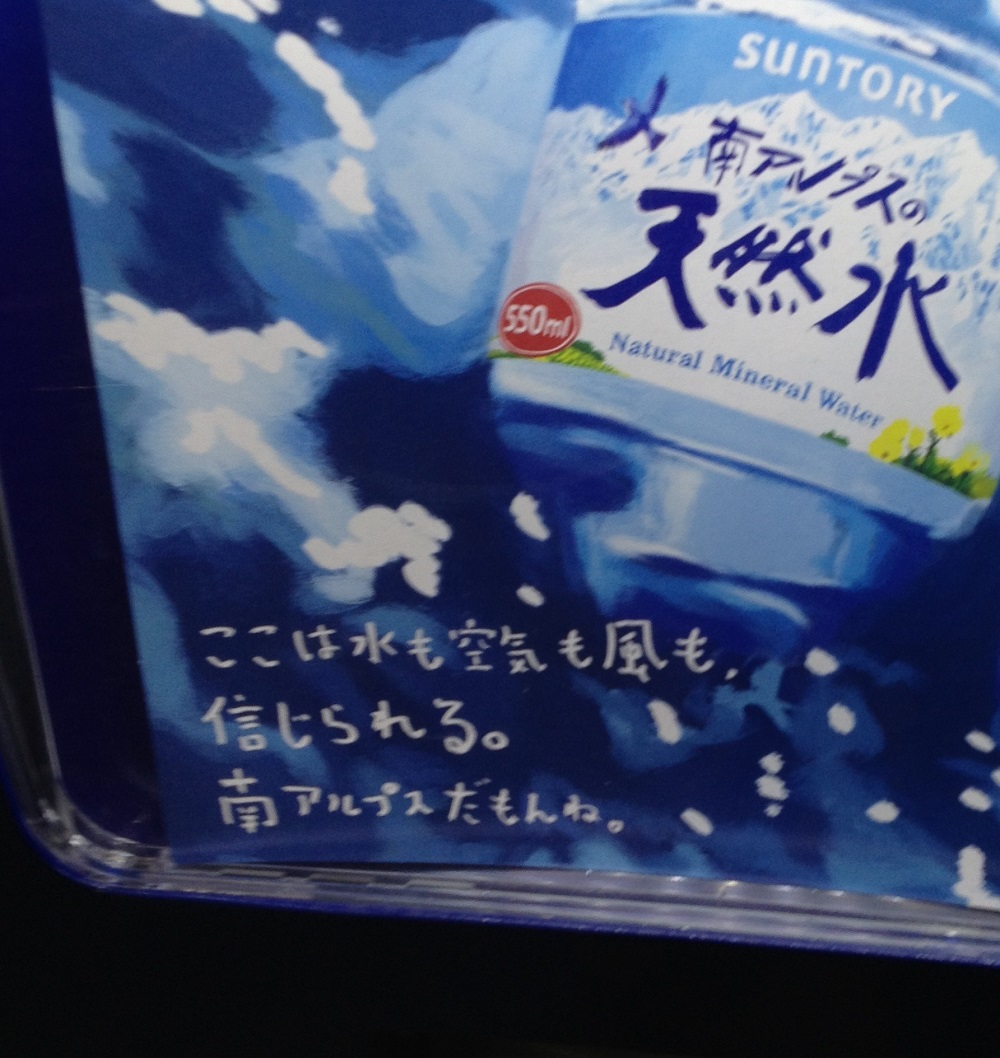 SUNTORY
南アルプスの
天然水
550ml
Natural Mineral Water
ここは水も空気も風も、
信じられる。
南アルプスだもんね。